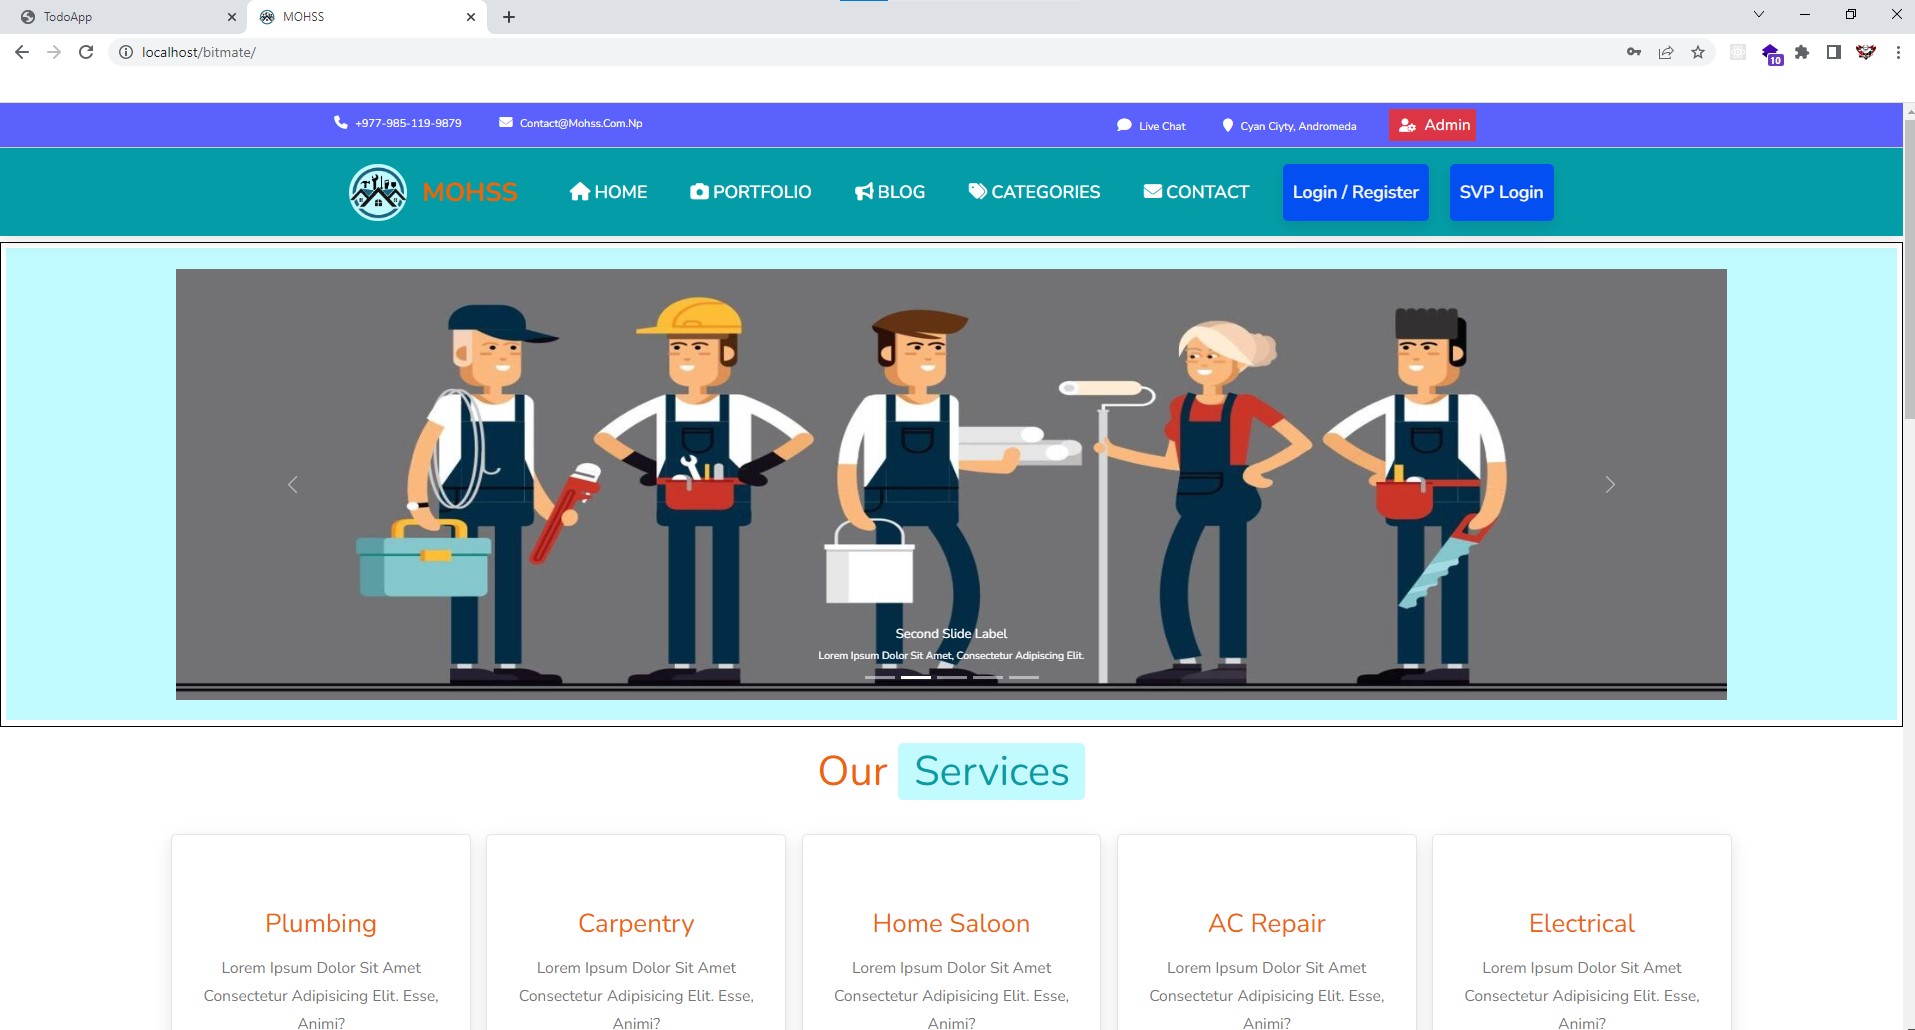 TodoApp
MOHSS
localhost/bitmate/
10
+977-985-119-9879
Contact@Mohss.Com.Np
Live Chat
Cyan Ciyty, Andromeda
Admin
MOHSS
HOME
PORTFOLIO
BLOG
CATEGORIES
CONTACT
Login / Register
SVP Login
Second Slide Label
Lorem Ipsum Dolor Sit Amet, Consectetur Adipiscing Elit.
Our Services
Plumbing
Lorem Ipsum Dolor Sit Amet
Consectetur Adipisicing Elit. Esse,
Animi?
Carpentry
Lorem Ipsum Dolor Sit Amet
Consectetur Adipisicing Elit. Esse,
Animi?
Home Saloon
Lorem Ipsum Dolor Sit Amet
Consectetur Adipisicing Elit. Esse,
Animi?
AC Repair
Lorem Ipsum Dolor Sit Amet
Consectetur Adipisicing Elit. Esse,
Animi?
Electrical
Lorem Ipsum Dolor Sit Amet
Consectetur Adipisicing Elit. Esse,
Animi?